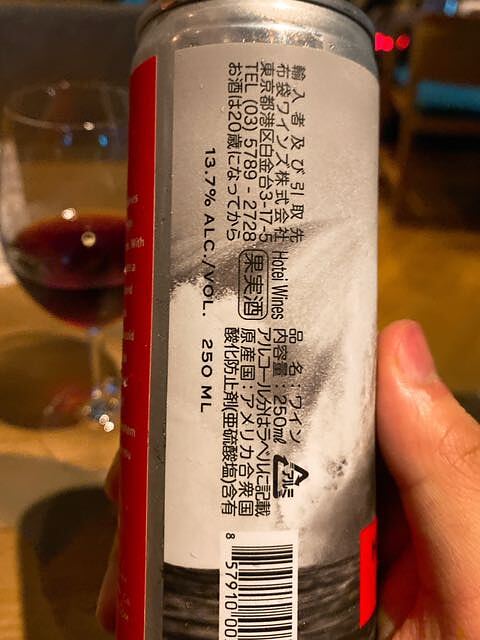 輸入者及び引取先
布袋ワインズ株式会社 Hotei Wines
東京都港区白金台3-17-5
TEL (03) 5789 - 2728
お酒は20歳になってから
果実酒
13.7% ALC./VOL. 250 ML
品 名:ワイン
内容量:250㎖
アルコール分はラベルに記載
原産国:アメリカ合衆国
酸化防止剤(亜硫酸塩)含有
アルミ
8 57910 00
With